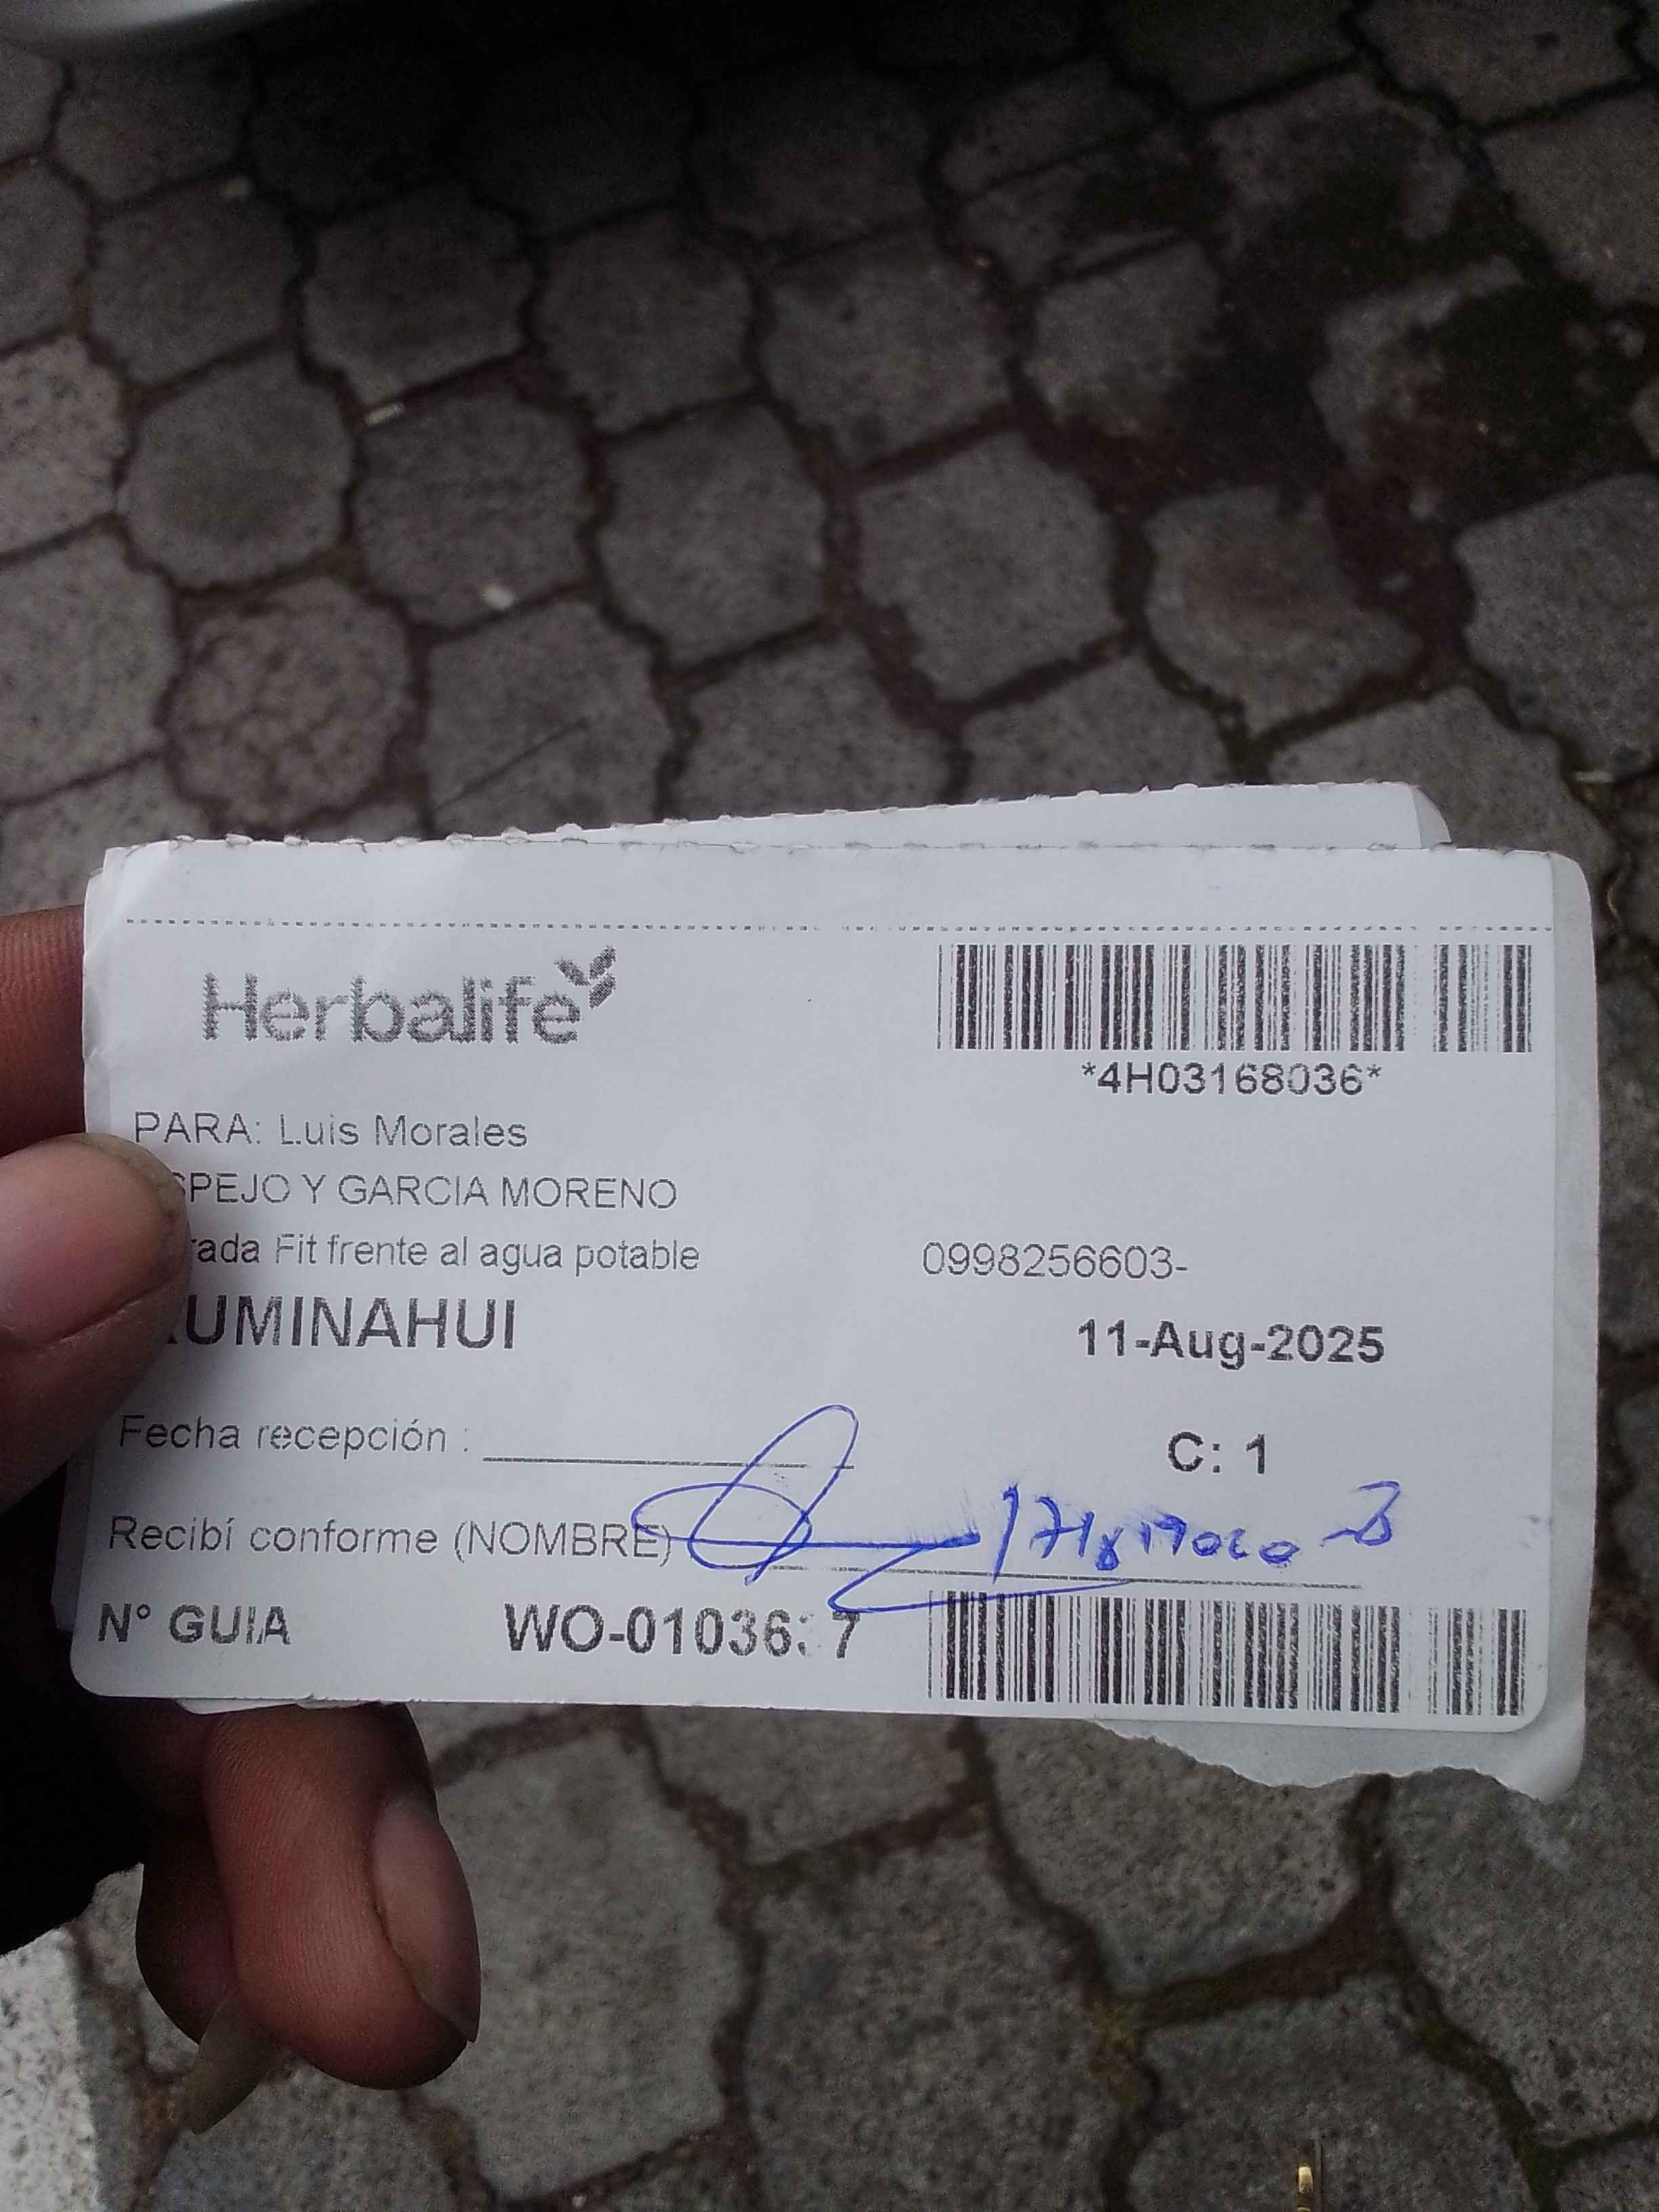 Herbalife
*4H03168036*
PARA: Luis Morales
SPEJO Y GARCIA MORENO
rada Fit frente al agua potable
0998256603-
UMINAHUI
11-Aug-2025
Fecha recepción :
C: 1
Recibí conforme (NOMBRE)
N° GUIA